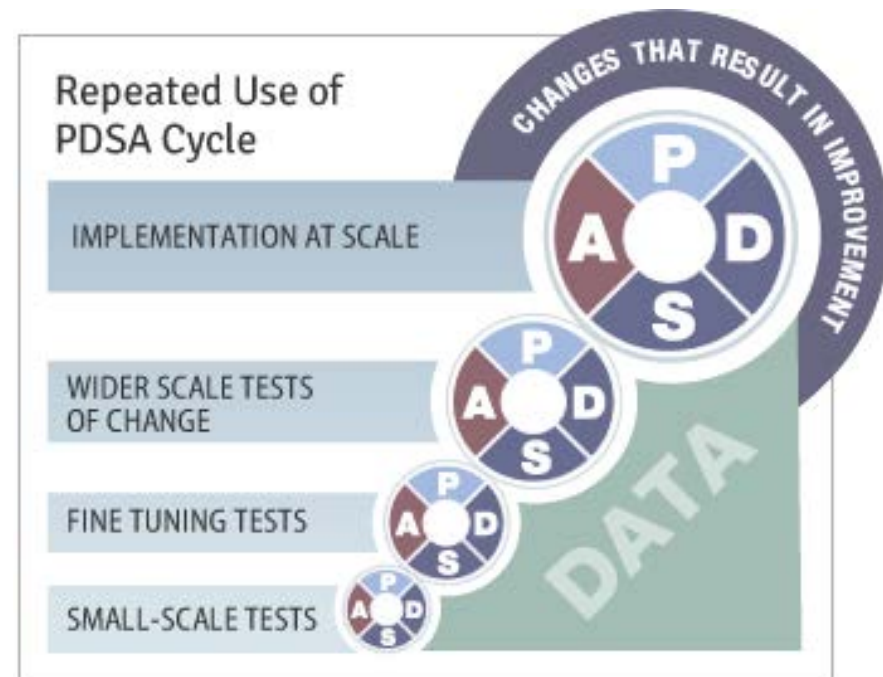 Repeated Use of
PDSA Cycle
CHANGES THAT RESULT IN IMPROVEMENT
IMPLEMENTATION AT SCALE
P
A D
S
WIDER SCALE TESTS
OF CHANGE
P
A D
S
FINE TUNING TESTS
P
A D
S
SMALL-SCALE TESTS
P
A D
S
DATA